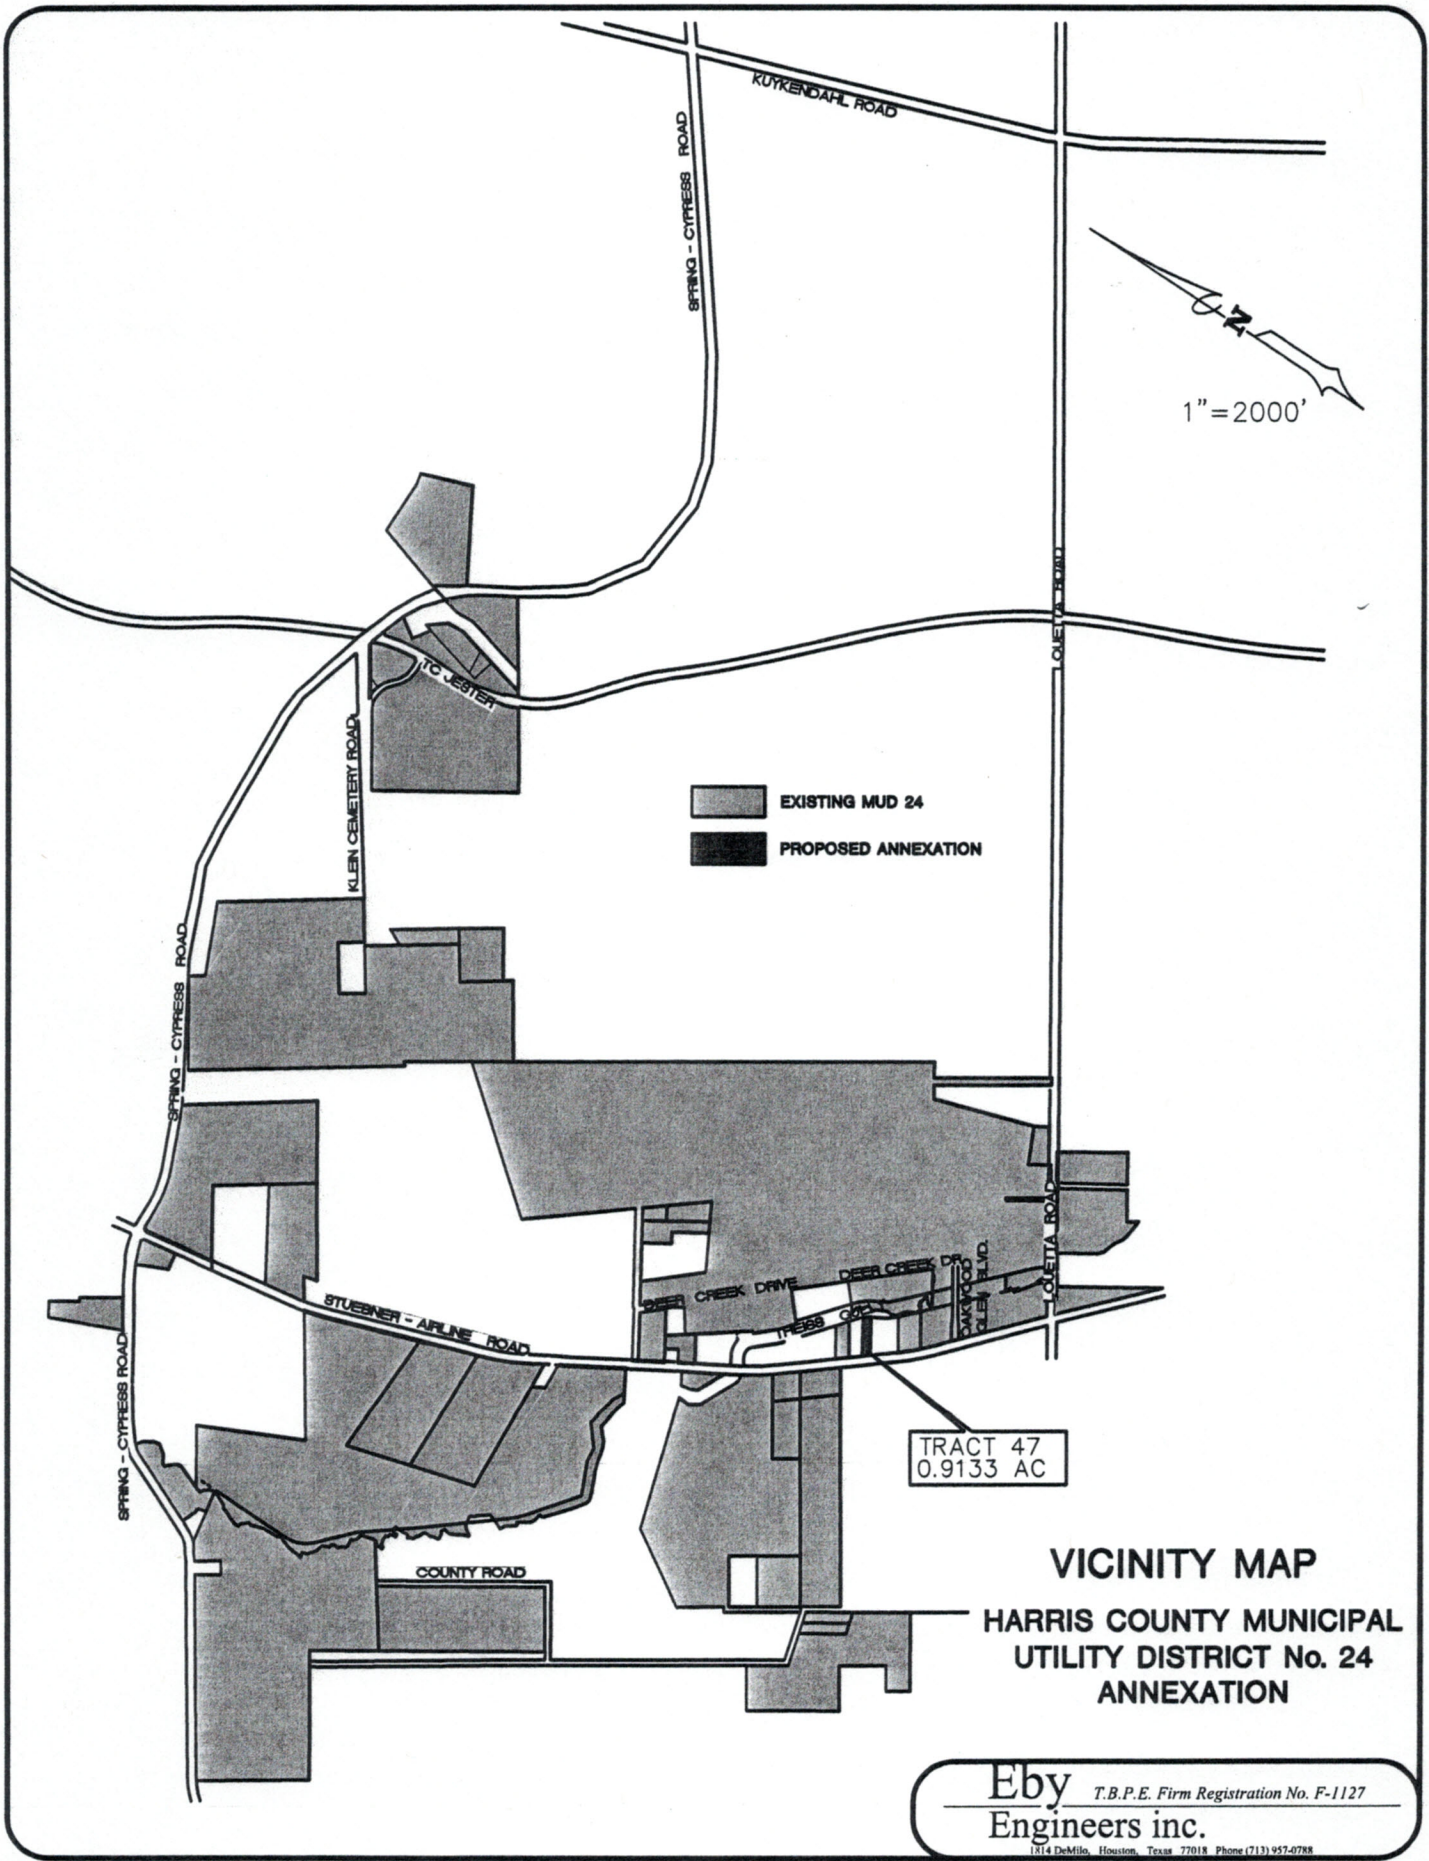 KUYKENDAHL ROAD
SPRING - CYPRESS ROAD
N
1"=2000'
LOUETTA ROAD
TC JESTER
KLEIN CEMETERY ROAD
EXISTING MUD 24
PROPOSED ANNEXATION
SPRING - CYPRESS ROAD
LOUETTA ROAD
DEER CREEK DRIVE
DEER CREEK DR.
OAKWOOD
GLEN BLVD.
THEISS
STUEBNER - AIRLINE ROAD
SPRING - CYPRESS ROAD
TRACT 47
0.9133 AC
COUNTY ROAD
VICINITY MAP
HARRIS COUNTY MUNICIPAL
UTILITY DISTRICT No. 24
ANNEXATION
Eby T.B.P.E. Firm Registration No. F-1127
Engineers inc.
1814 DeMilo, Houston, Texas 77018 Phone (713) 957-0788